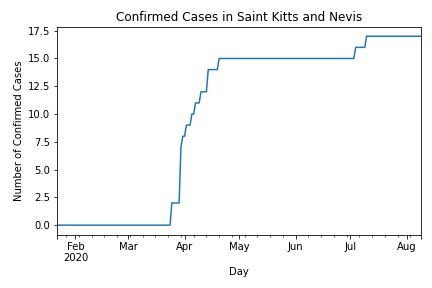 Confirmed Cases in Saint Kitts and Nevis
17.5
15.0
12.5
10.0
7.5
5.0
2.5
0.0
Number of Confirmed Cases
Feb Mar Apr May Jun Jul Aug
2020
Day